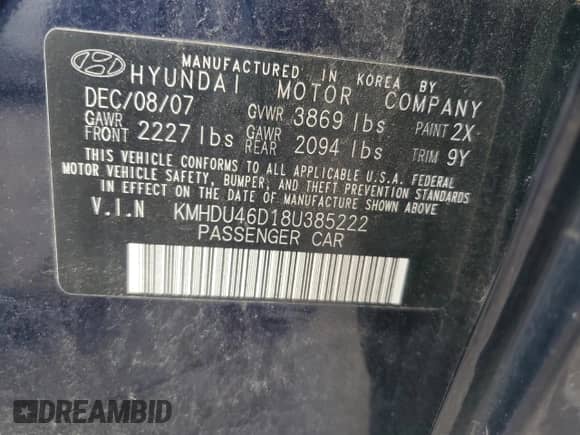 MANUFACTURED IN KOREA BY
HYUNDAI MOTOR COMPANY
DEC/08/07 GVWR 3869 lbs PAINT 2X
GAWR FRONT 2227 lbs GAWR REAR 2094 lbs TRIM 9Y
THIS VEHICLE CONFORMS TO ALL APPLICABLE U.S.A. FEDERAL
MOTOR VEHICLE SAFETY, BUMPER, AND THEFT PREVENTION STANDARDS
IN EFFECT ON THE DATE OF MANUFACTURE SHOWN ABOVE
V.I.N KMHDU46D18U385222
PASSENGER CAR
DREAMBID